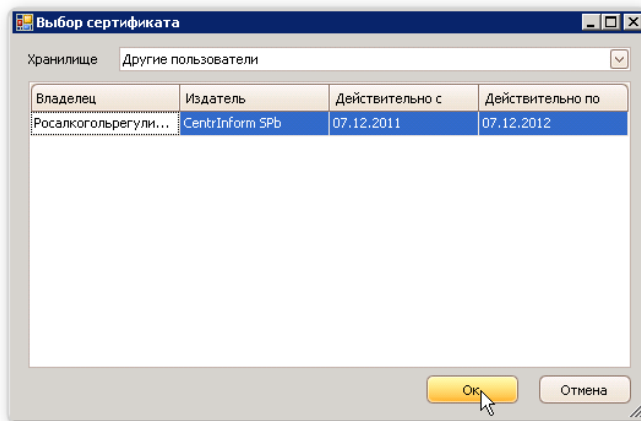 Выбор сертификата
Хранилище Другие пользователи
Владелец Издатель Действительно с Действительно по
Росалкогольрегули... CentrInform SPb 07.12.2011 07.12.2012
Ок Отмена